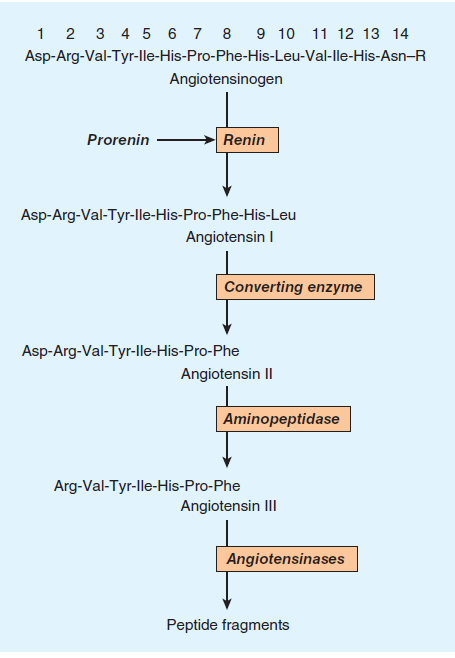 1 2 3 4 5 6 7 8 9 10 11 12 13 14
Asp-Arg-Val-Tyr-Ile-His-Pro-Phe-His-Leu-Val-Ile-His-Asn–R
Angiotensinogen
Prorenin Renin
Asp-Arg-Val-Tyr-Ile-His-Pro-Phe-His-Leu
Angiotensin I
Converting enzyme
Asp-Arg-Val-Tyr-Ile-His-Pro-Phe
Angiotensin II
Aminopeptidase
Arg-Val-Tyr-Ile-His-Pro-Phe
Angiotensin III
Angiotensinases
Peptide fragments